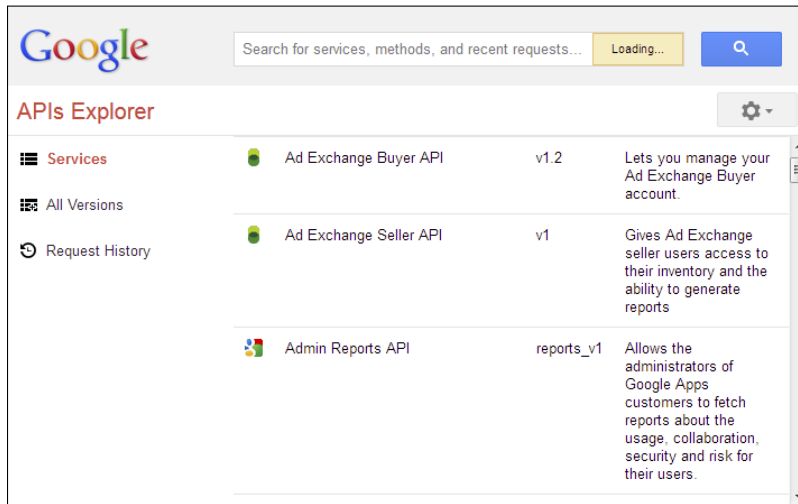 Google
Search for services, methods, and recent requests...
Loading...
APIs Explorer
Services
All Versions
Request History
Ad Exchange Buyer API
v1.2
Lets you manage your
Ad Exchange Buyer
account.
Ad Exchange Seller API
v1
Gives Ad Exchange
seller users access to
their inventory and the
ability to generate
reports
Admin Reports API
reports_v1
Allows the
administrators of
Google Apps
customers to fetch
reports about the
usage, collaboration,
security and risk for
their users.